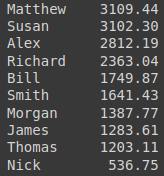 Matthew 3109.44
Susan 3102.30
Alex 2812.19
Richard 2363.04
Bill 1749.87
Smith 1641.43
Morgan 1387.77
James 1283.61
Thomas 1203.11
Nick 536.75